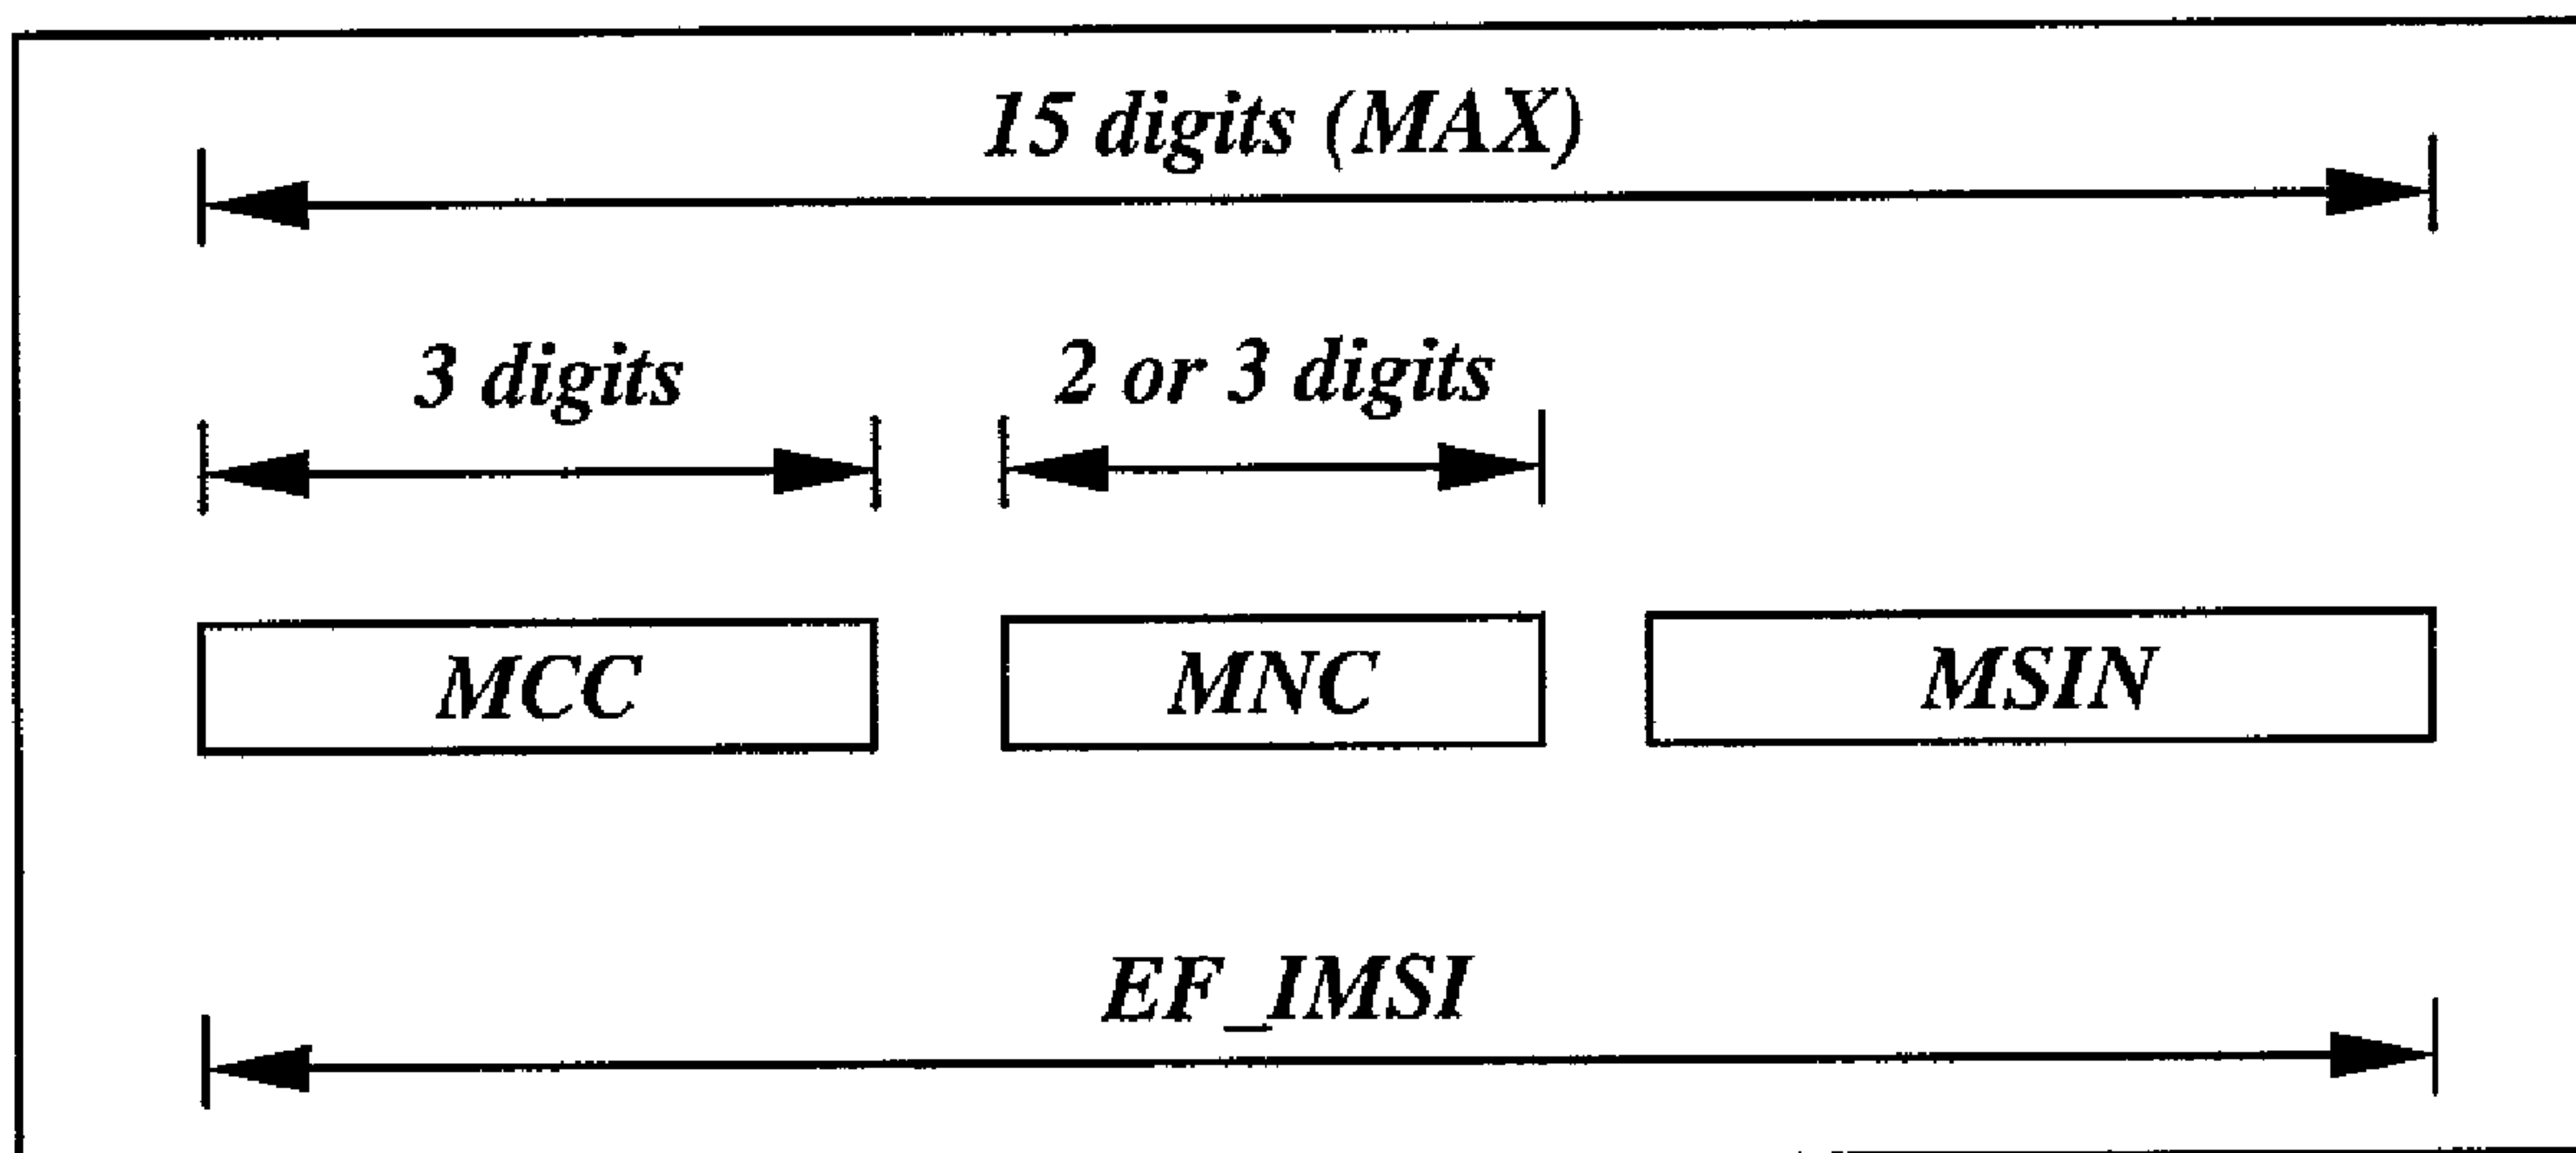 15 digits (MAX)
3 digits 2 or 3 digits
MCC MNC MSIN
EF_IMSI